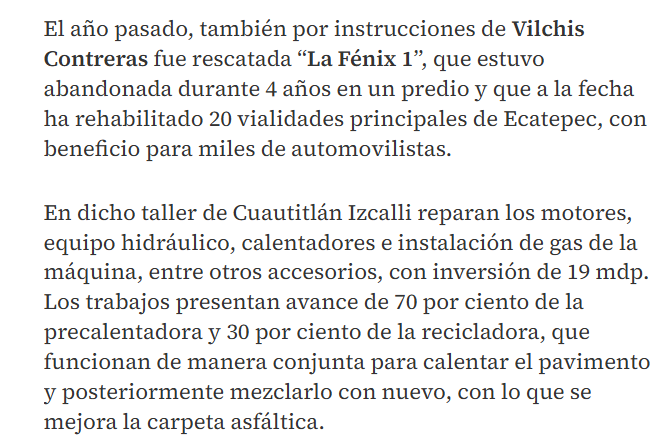 El año pasado, también por instrucciones de Vilchis
Contreras fue rescatada “La Fénix 1”, que estuvo
abandonada durante 4 años en un predio y que a la fecha
ha rehabilitado 20 vialidades principales de Ecatepec, con
beneficio para miles de automovilistas.
En dicho taller de Cuautitlán Izcalli reparan los motores,
equipo hidráulico, calentadores e instalación de gas de la
máquina, entre otros accesorios, con inversión de 19 mdp.
Los trabajos presentan avance de 70 por ciento de la
precalentadora y 30 por ciento de la recicladora, que
funcionan de manera conjunta para calentar el pavimento
y posteriormente mezclarlo con nuevo, con lo que se
mejora la carpeta asfáltica.